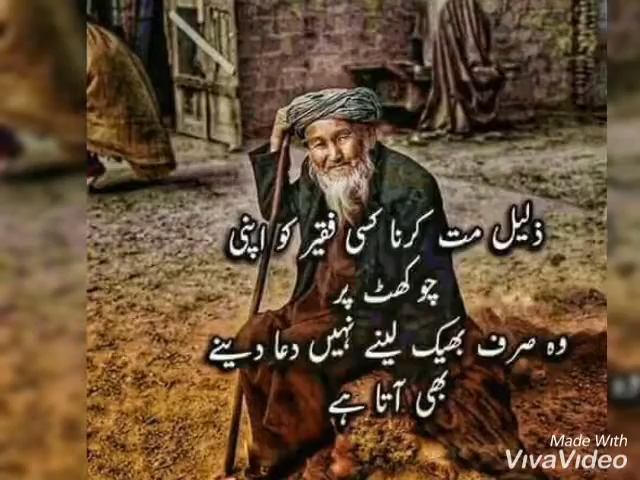 ذلیل مت کرنا کسی فقیر کو اپنی
چوکھٹ پر
وہ صرف بھیک لینے نہیں دعا دینے
بھی آتا ہے
Made With
VivaVideo